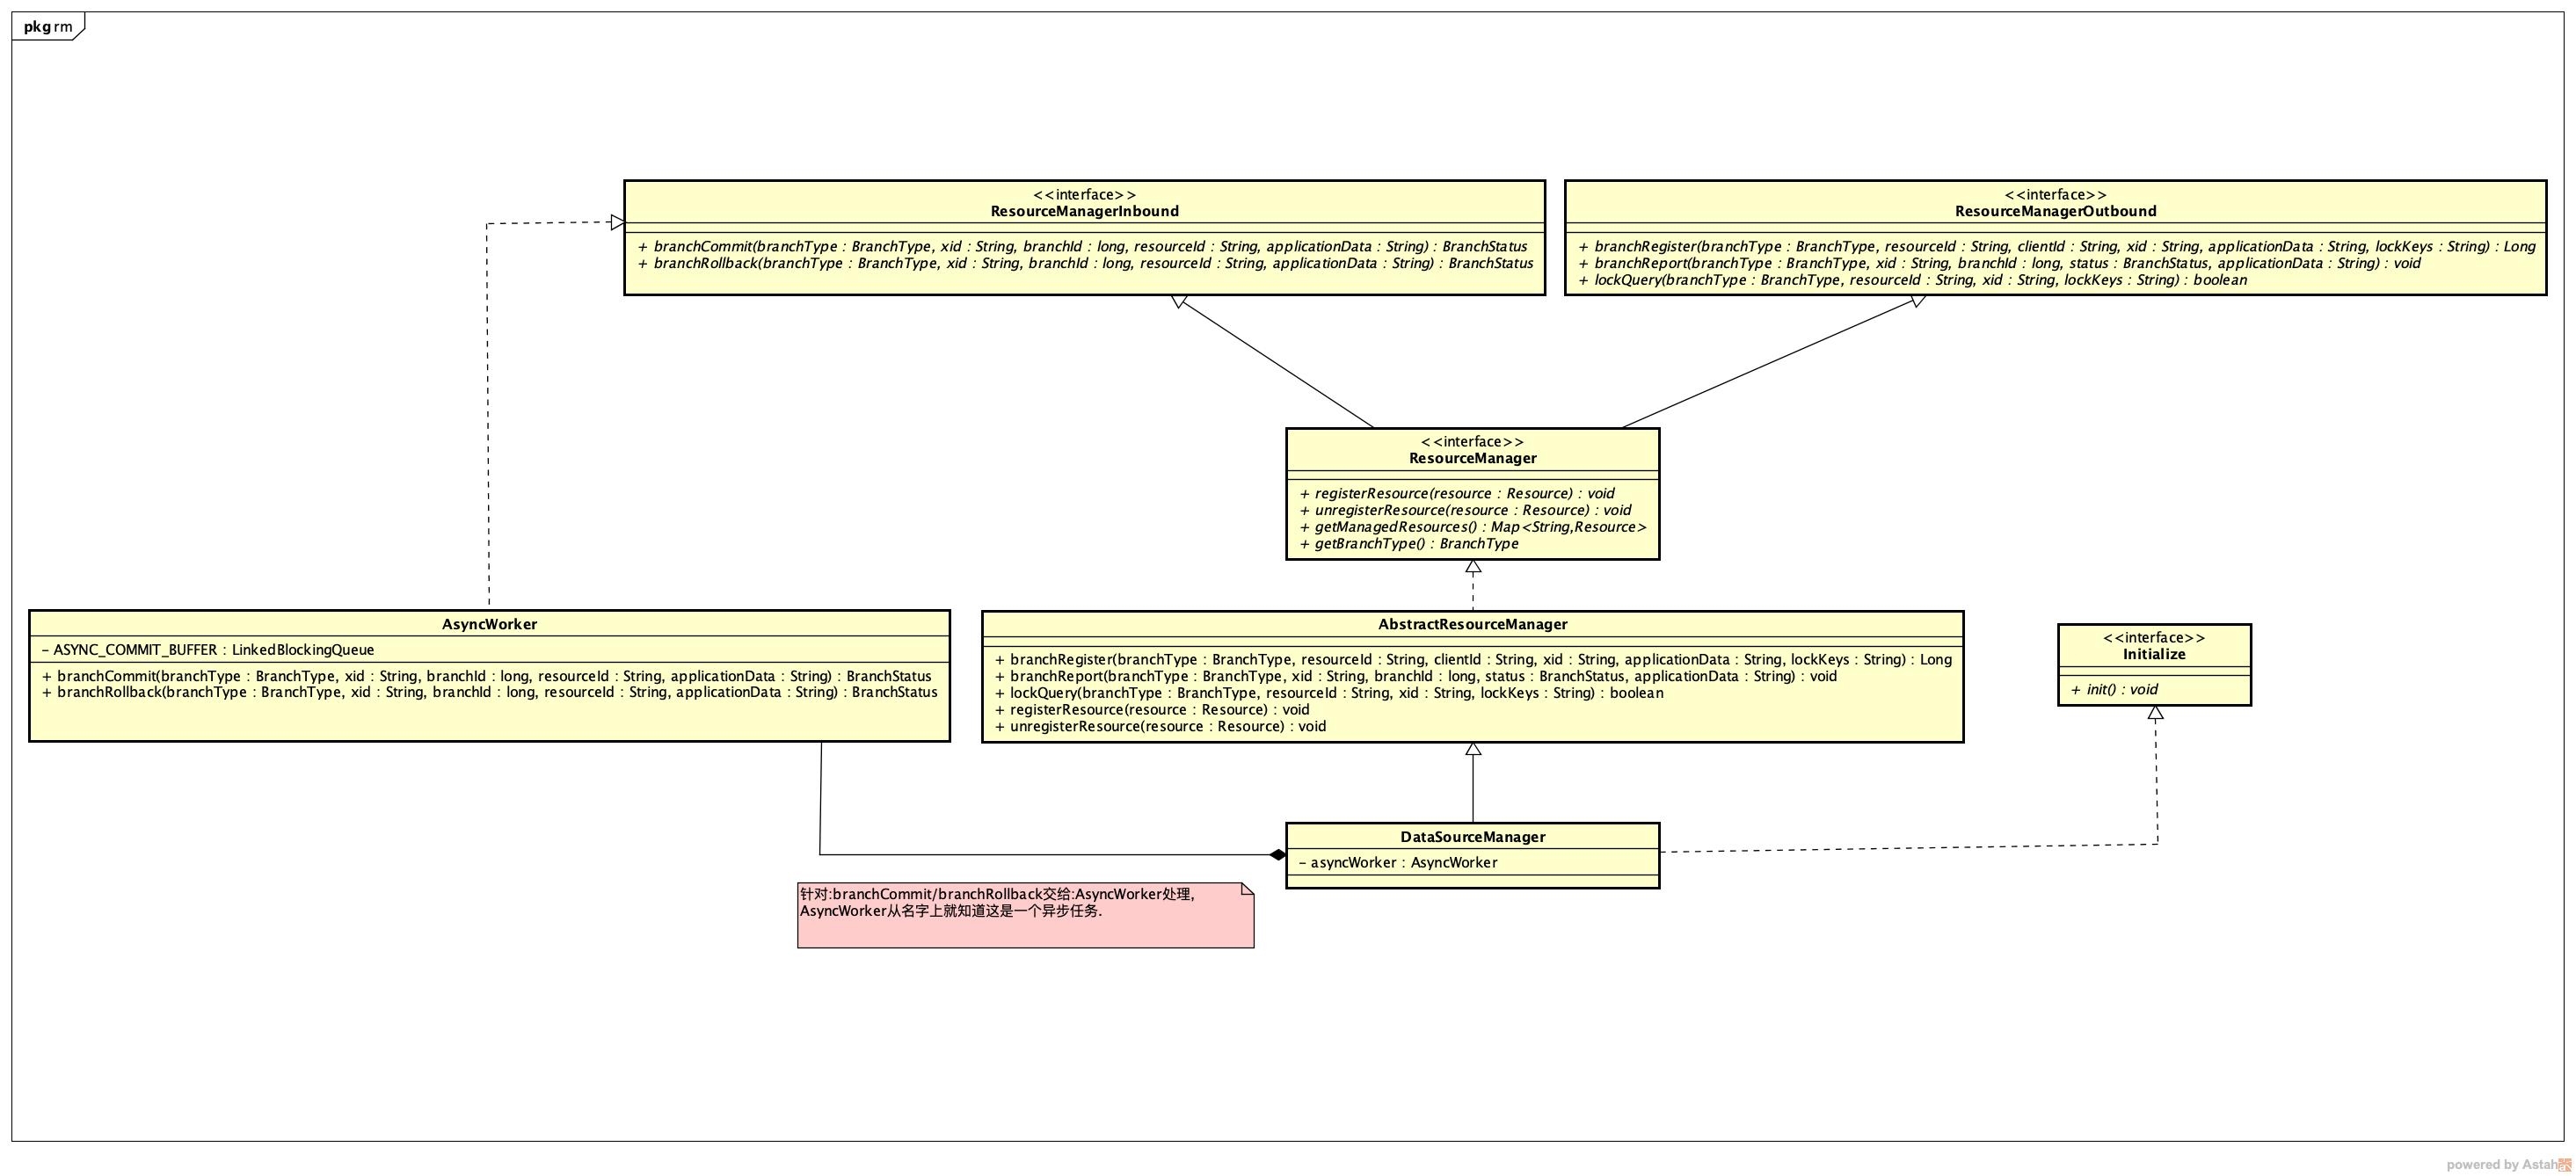 pkg rm
<<interface>>
ResourceManagerInbound
+ branchCommit(branchType : BranchType, xid : String, branchId : long, resourceId : String, applicationData : String) : BranchStatus
+ branchRollback(branchType : BranchType, xid : String, branchId : long, resourceId : String, applicationData : String) : BranchStatus
<<interface>>
ResourceManagerOutbound
+ branchRegister(branchType : BranchType, resourceId : String, clientId : String, xid : String, applicationData : String, lockKeys : String) : Long
+ branchReport(branchType : BranchType, xid : String, branchId : long, status : BranchStatus, applicationData : String) : void
+ lockQuery(branchType : BranchType, resourceId : String, xid : String, lockKeys : String) : boolean
<<interface>>
ResourceManager
+ registerResource(resource : Resource) : void
+ unregisterResource(resource : Resource) : void
+ getManagedResources() : Map<String,Resource>
+ getBranchType() : BranchType
AsyncWorker
- ASYNC_COMMIT_BUFFER : LinkedBlockingQueue
+ branchCommit(branchType : BranchType, xid : String, branchId : long, resourceId : String, applicationData : String) : BranchStatus
+ branchRollback(branchType : BranchType, xid : String, branchId : long, resourceId : String, applicationData : String) : BranchStatus
AbstractResourceManager
+ branchRegister(branchType : BranchType, resourceId : String, clientId : String, xid : String, applicationData : String, lockKeys : String) : Long
+ branchReport(branchType : BranchType, xid : String, branchId : long, status : BranchStatus, applicationData : String) : void
+ lockQuery(branchType : BranchType, resourceId : String, xid : String, lockKeys : String) : boolean
+ registerResource(resource : Resource) : void
+ unregisterResource(resource : Resource) : void
<<interface>>
Initialize
+ init() : void
DataSourceManager
- asyncWorker : AsyncWorker
针对:branchCommit/branchRollback交给:AsyncWorker处理,
AsyncWorker从名字上就知道这是一个异步任务.
powered by Astah